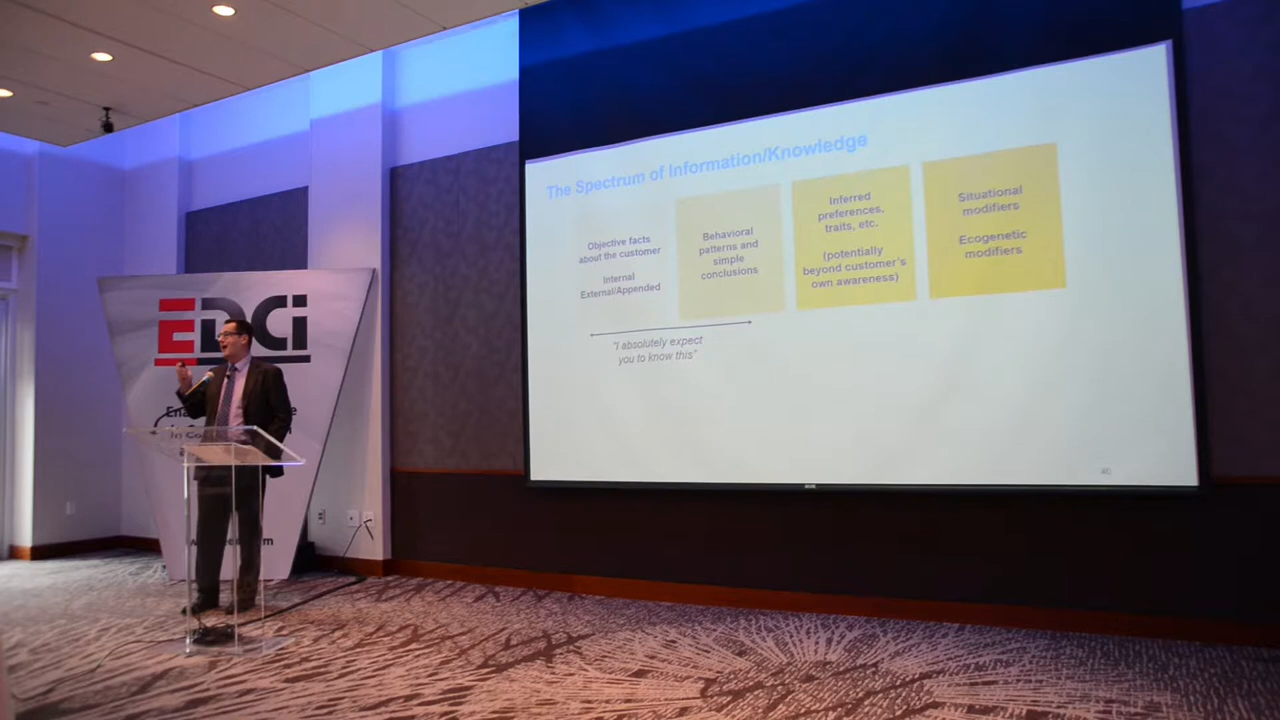 The Spectrum of Information/Knowledge
Objective facts
about the customer
Internal
External/Appended
Behavioral
patterns and
simple
conclusions
Inferred
preferences,
traits, etc.
(potentially
beyond customer's
own awareness)
Situational
modifiers
Ecogenetic
modifiers
"I absolutely expect
you to know this"
EDCi